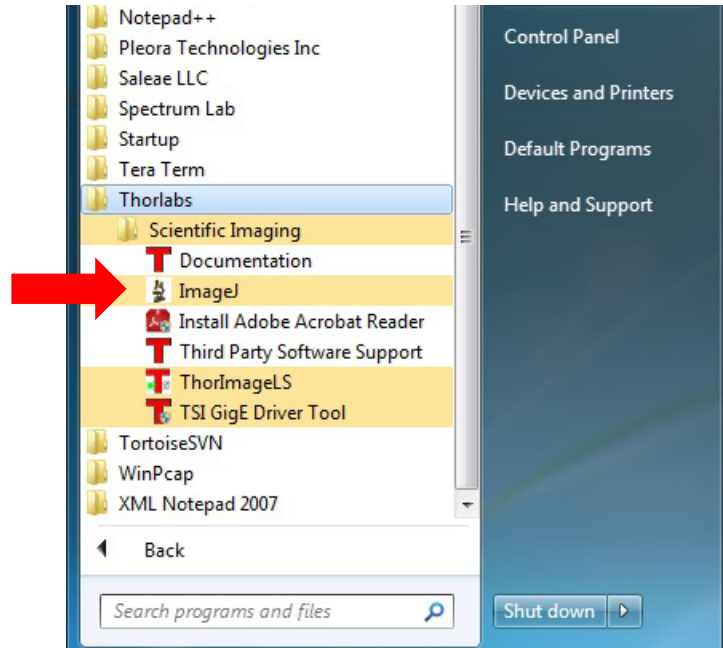 Notepad++
Pleora Technologies Inc
Saleae LLC
Spectrum Lab
Startup
Tera Term
Thorlabs
Scientific Imaging
Documentation
ImageJ
Install Adobe Acrobat Reader
Third Party Software Support
ThorImageLS
TSI GigE Driver Tool
TortoiseSVN
WinPcap
XML Notepad 2007
Back
Search programs and files
Control Panel
Devices and Printers
Default Programs
Help and Support
Shut down